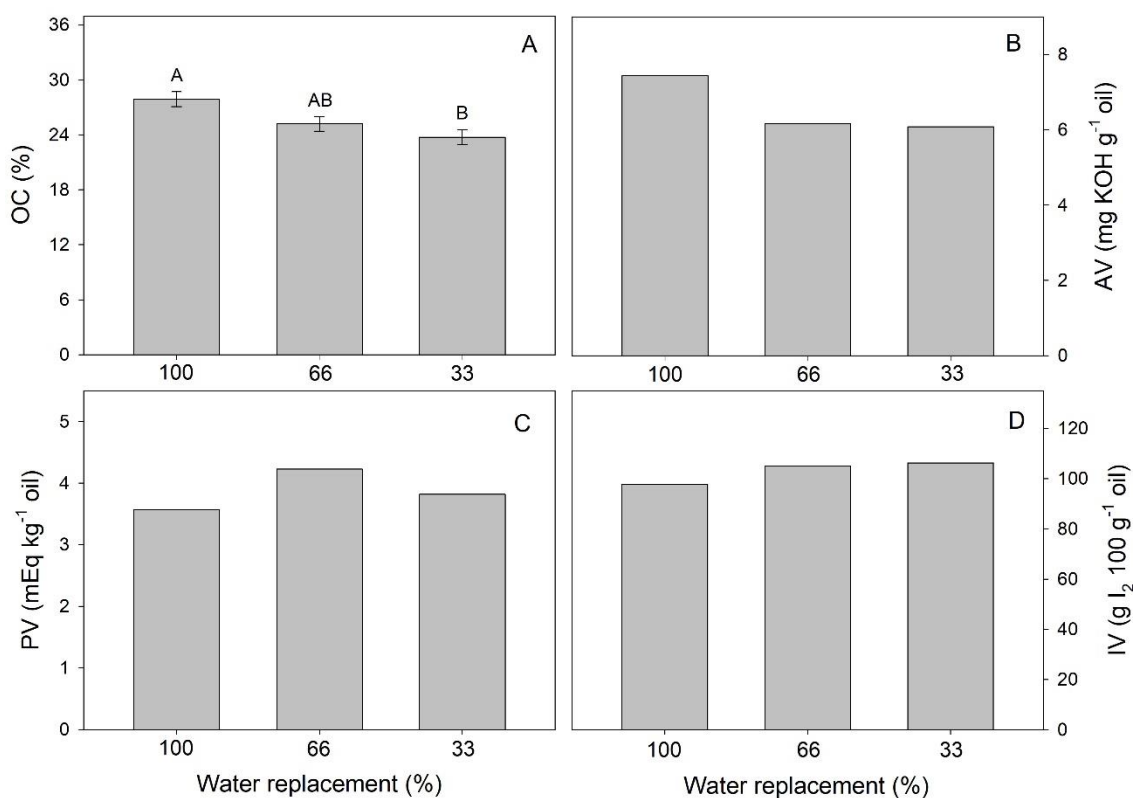 36
30
24
18
12
6
0
OC (%)
A
A
AB
B
100
66
33
B
8
6
4
2
0
AV (mg KOH g⁻¹ oil)
100
66
33
5
4
3
2
1
0
PV (mEq kg⁻¹ oil)
C
100
66
33
Water replacement (%)
D
120
100
80
60
40
20
0
IV (g I₂ 100 g⁻¹ oil)
100
66
33
Water replacement (%)